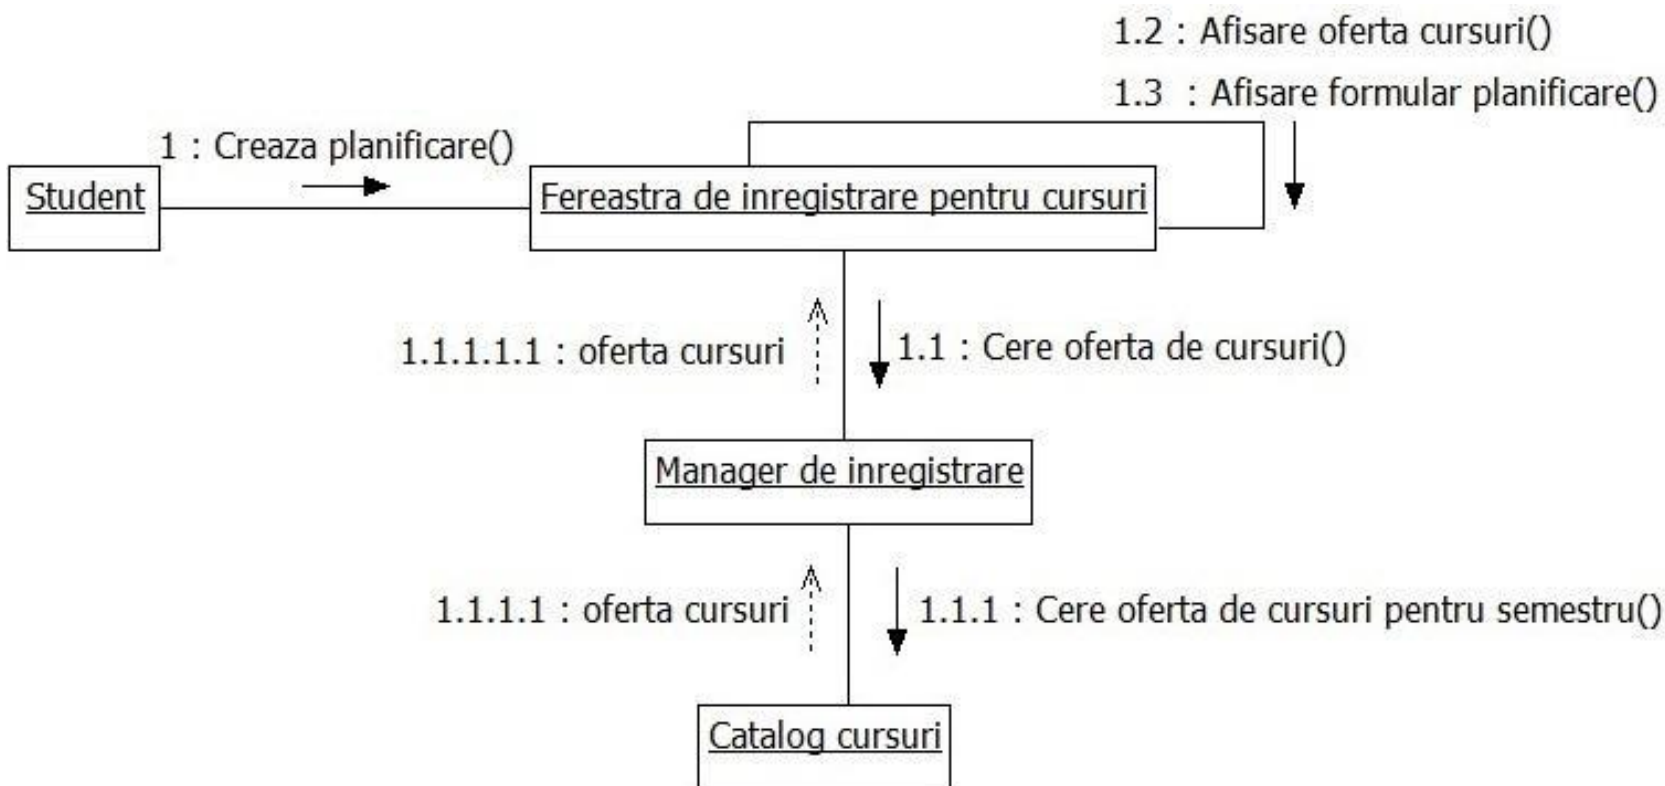 1.2 : Afisare oferta cursuri()
1.3 : Afisare formular planificare()
1 : Creaza planificare()
Student
Fereastra de inregistrare pentru cursuri
1.1.1.1.1 : oferta cursuri
1.1 : Cere oferta de cursuri()
Manager de inregistrare
1.1.1.1 : oferta cursuri
1.1.1 : Cere oferta de cursuri pentru semestru()
Catalog cursuri